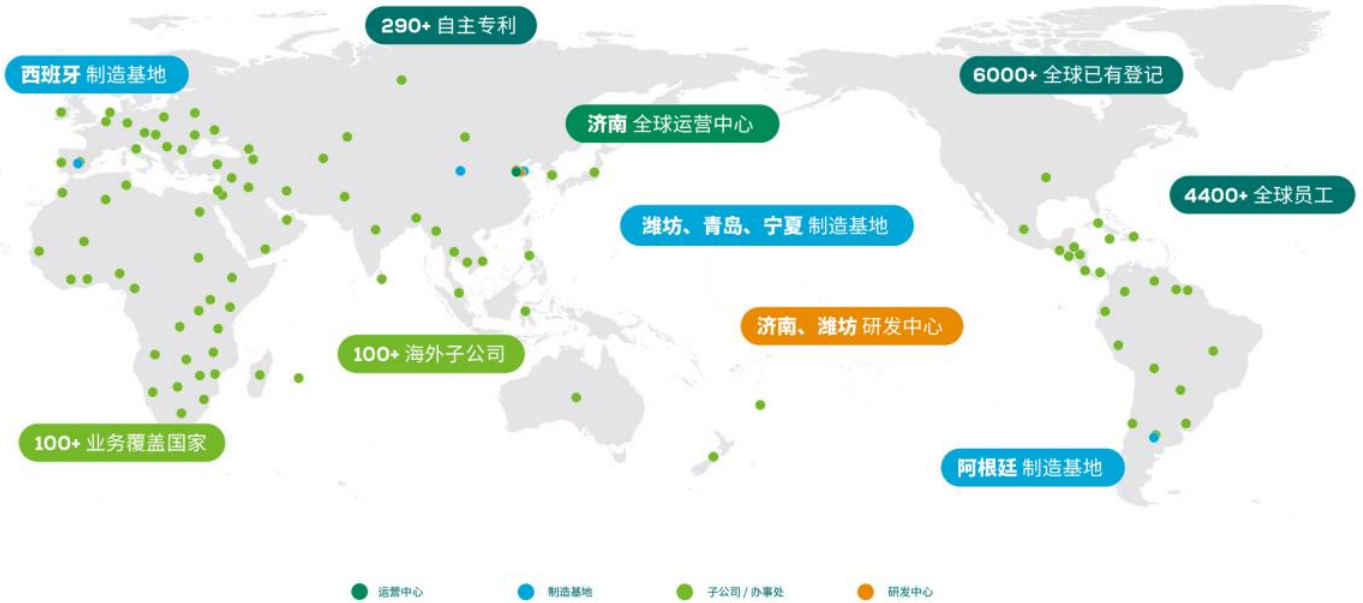 290+ 自主专利
西班牙 制造基地
6000+ 全球已有登记
济南 全球运营中心
4400+ 全球员工
潍坊、青岛、宁夏 制造基地
济南、潍坊 研发中心
100+ 海外子公司
100+ 业务覆盖国家
阿根廷 制造基地
运营中心 制造基地 子公司 / 办事处 研发中心